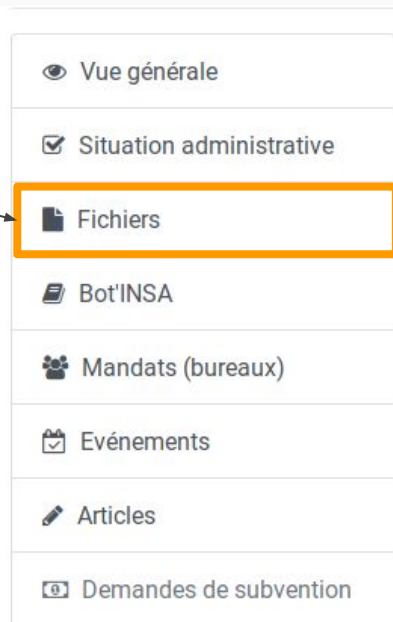 Vue générale
Situation administrative
Fichiers
Bot'INSA
Mandats (bureaux)
Evénements
Articles
Demandes de subvention